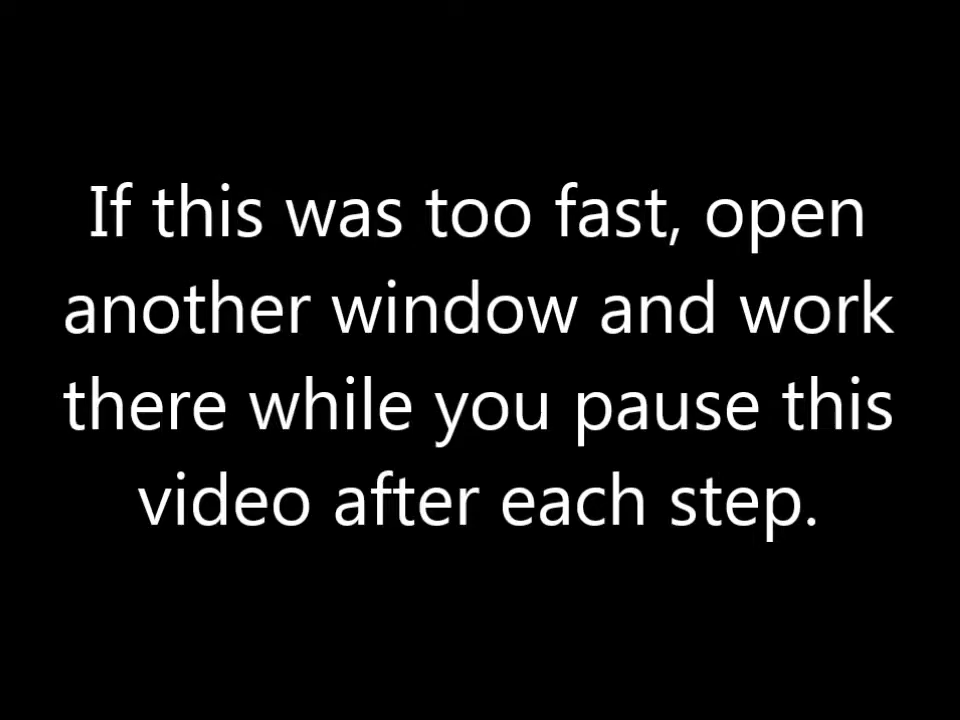 If this was too fast, open
another window and work
there while you pause this
video after each step.